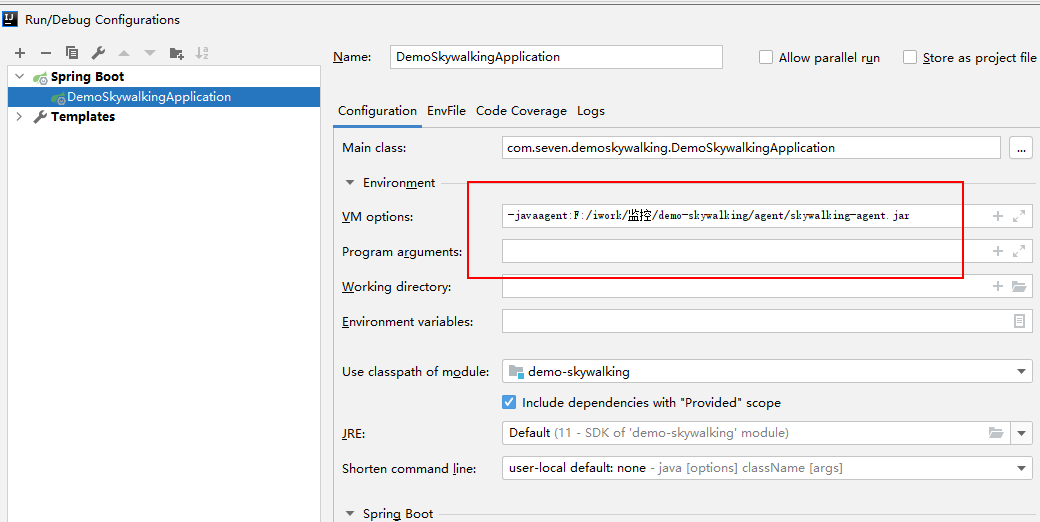 Run/Debug Configurations
Name: DemoSkywalkingApplication Allow parallel run Store as project file
Spring Boot
DemoSkywalkingApplication
Templates
Configuration EnvFile Code Coverage Logs
Main class: com.seven.demoskywalking.DemoSkywalkingApplication ...
Environment
VM options: -javaagent:F:/iwork/监控/demo-skywalking/agent/skywalking-agent.jar
Program arguments:
Working directory:
Environment variables:
Use classpath of module: demo-skywalking
Include dependencies with "Provided" scope
JRE: Default (11 - SDK of 'demo-skywalking' module)
Shorten command line: user-local default: none - java [options] className [args]
Spring Boot